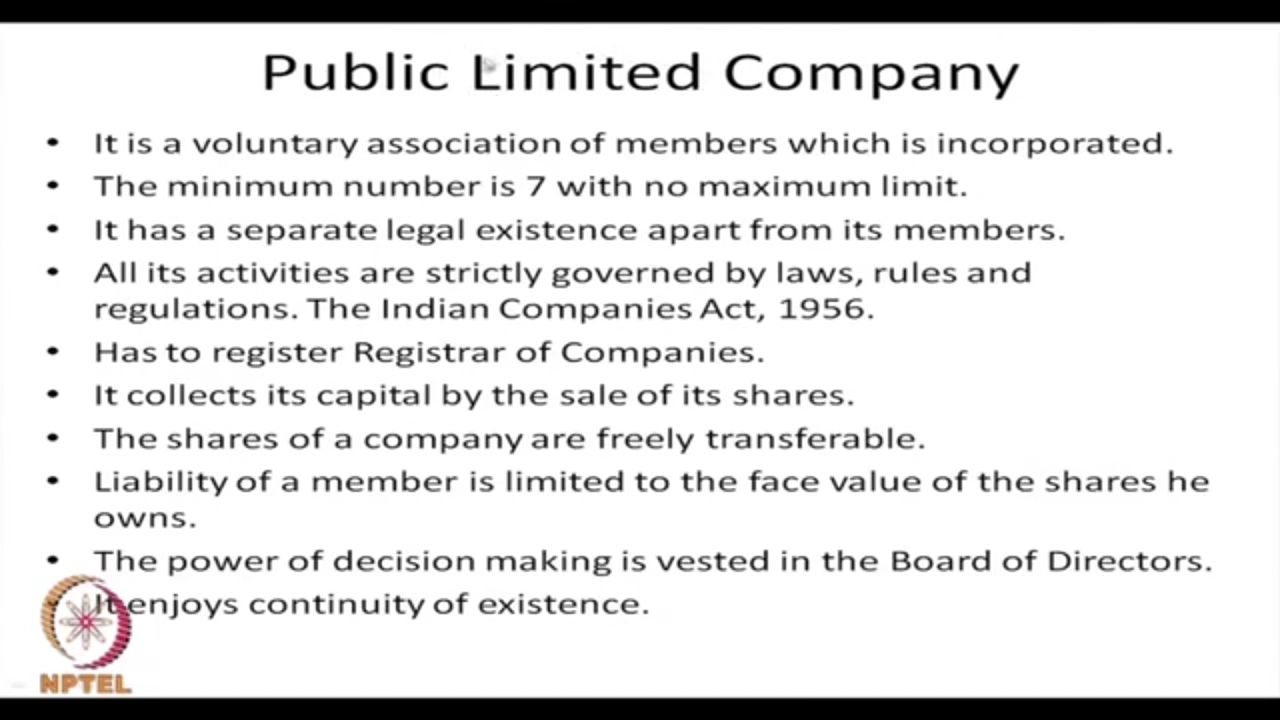 Public Limited Company
• It is a voluntary association of members which is incorporated.
• The minimum number is 7 with no maximum limit.
• It has a separate legal existence apart from its members.
• All its activities are strictly governed by laws, rules and
regulations. The Indian Companies Act, 1956.
• Has to register Registrar of Companies.
• It collects its capital by the sale of its shares.
• The shares of a company are freely transferable.
• Liability of a member is limited to the face value of the shares he
owns.
• The power of decision making is vested in the Board of Directors.
• It enjoys continuity of existence.
NPTEL